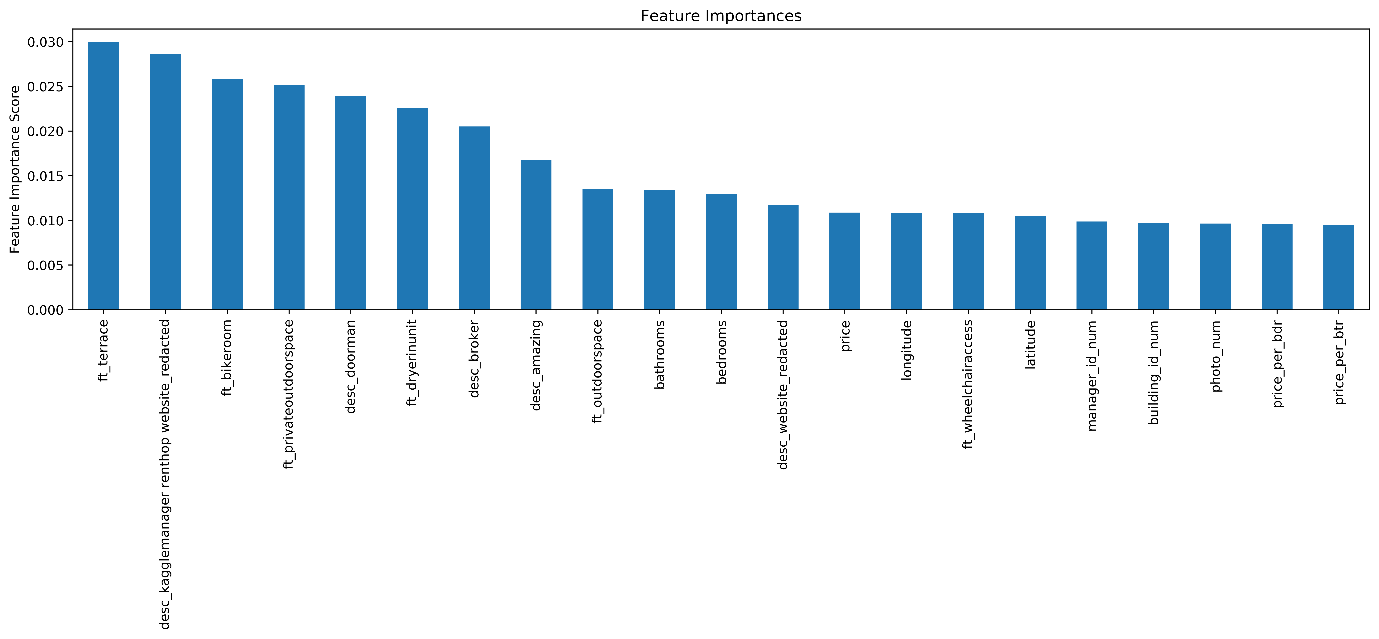 Feature Importances
Feature Importance Score
0.030
0.025
0.020
0.015
0.010
0.005
0.000
ft_terrace
desc_kagglemanager renthop website_redacted
ft_bikeroom
ft_privateoutdoorspace
desc_doorman
ft_dryerinunit
desc_broker
desc_amazing
ft_outdoorspace
bathrooms
bedrooms
desc_website_redacted
price
longitude
ft_wheelchairaccess
latitude
manager_id_num
building_id_num
photo_num
price_per_bdr
price_per_btr